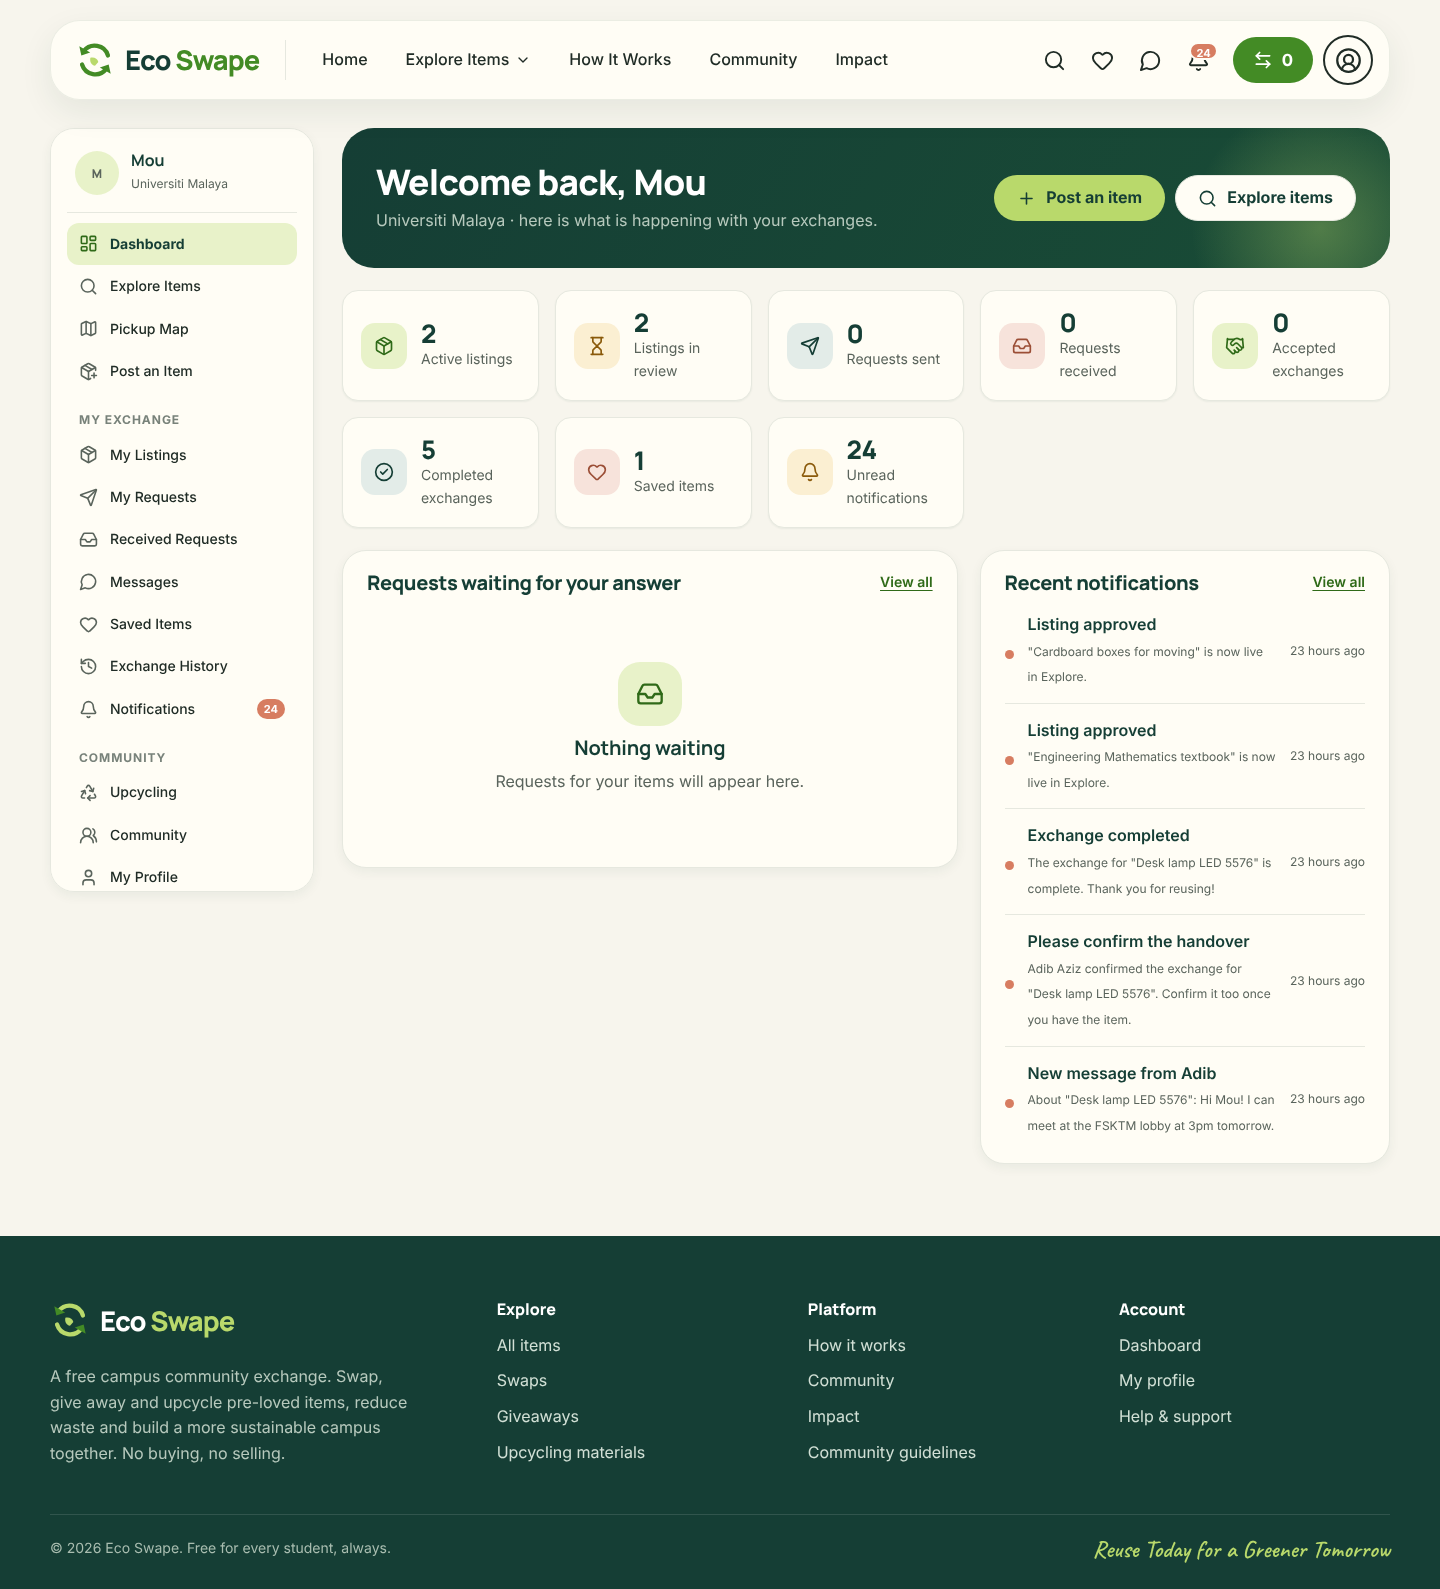 Eco Swape
Home
Explore Items
How It Works
Community
Impact
24
0
M
Mou
Universiti Malaya
Dashboard
Explore Items
Pickup Map
Post an Item
MY EXCHANGE
My Listings
My Requests
Received Requests
Messages
Saved Items
Exchange History
Notifications
24
COMMUNITY
Upcycling
Community
My Profile
Welcome back, Mou
Universiti Malaya · here is what is happening with your exchanges.
Post an item
Explore items
2
Active listings
2
Listings in
review
0
Requests sent
0
Requests
received
0
Accepted
exchanges
5
Completed
exchanges
1
Saved items
24
Unread
notifications
Requests waiting for your answer
View all
Nothing waiting
Requests for your items will appear here.
Recent notifications
View all
Listing approved
"Cardboard boxes for moving" is now live
in Explore.
23 hours ago
Listing approved
"Engineering Mathematics textbook" is now
live in Explore.
23 hours ago
Exchange completed
The exchange for "Desk lamp LED 5576" is
complete. Thank you for reusing!
23 hours ago
Please confirm the handover
Adib Aziz confirmed the exchange for
"Desk lamp LED 5576". Confirm it too once
you have the item.
23 hours ago
New message from Adib
About "Desk lamp LED 5576": Hi Mou! I can
meet at the FSKTM lobby at 3pm tomorrow.
23 hours ago
Eco Swape
A free campus community exchange. Swap,
give away and upcycle pre-loved items, reduce
waste and build a more sustainable campus
together. No buying, no selling.
Explore
All items
Swaps
Giveaways
Upcycling materials
Platform
How it works
Community
Impact
Community guidelines
Account
Dashboard
My profile
Help & support
© 2026 Eco Swape. Free for every student, always.
Reuse Today for a Greener Tomorrow